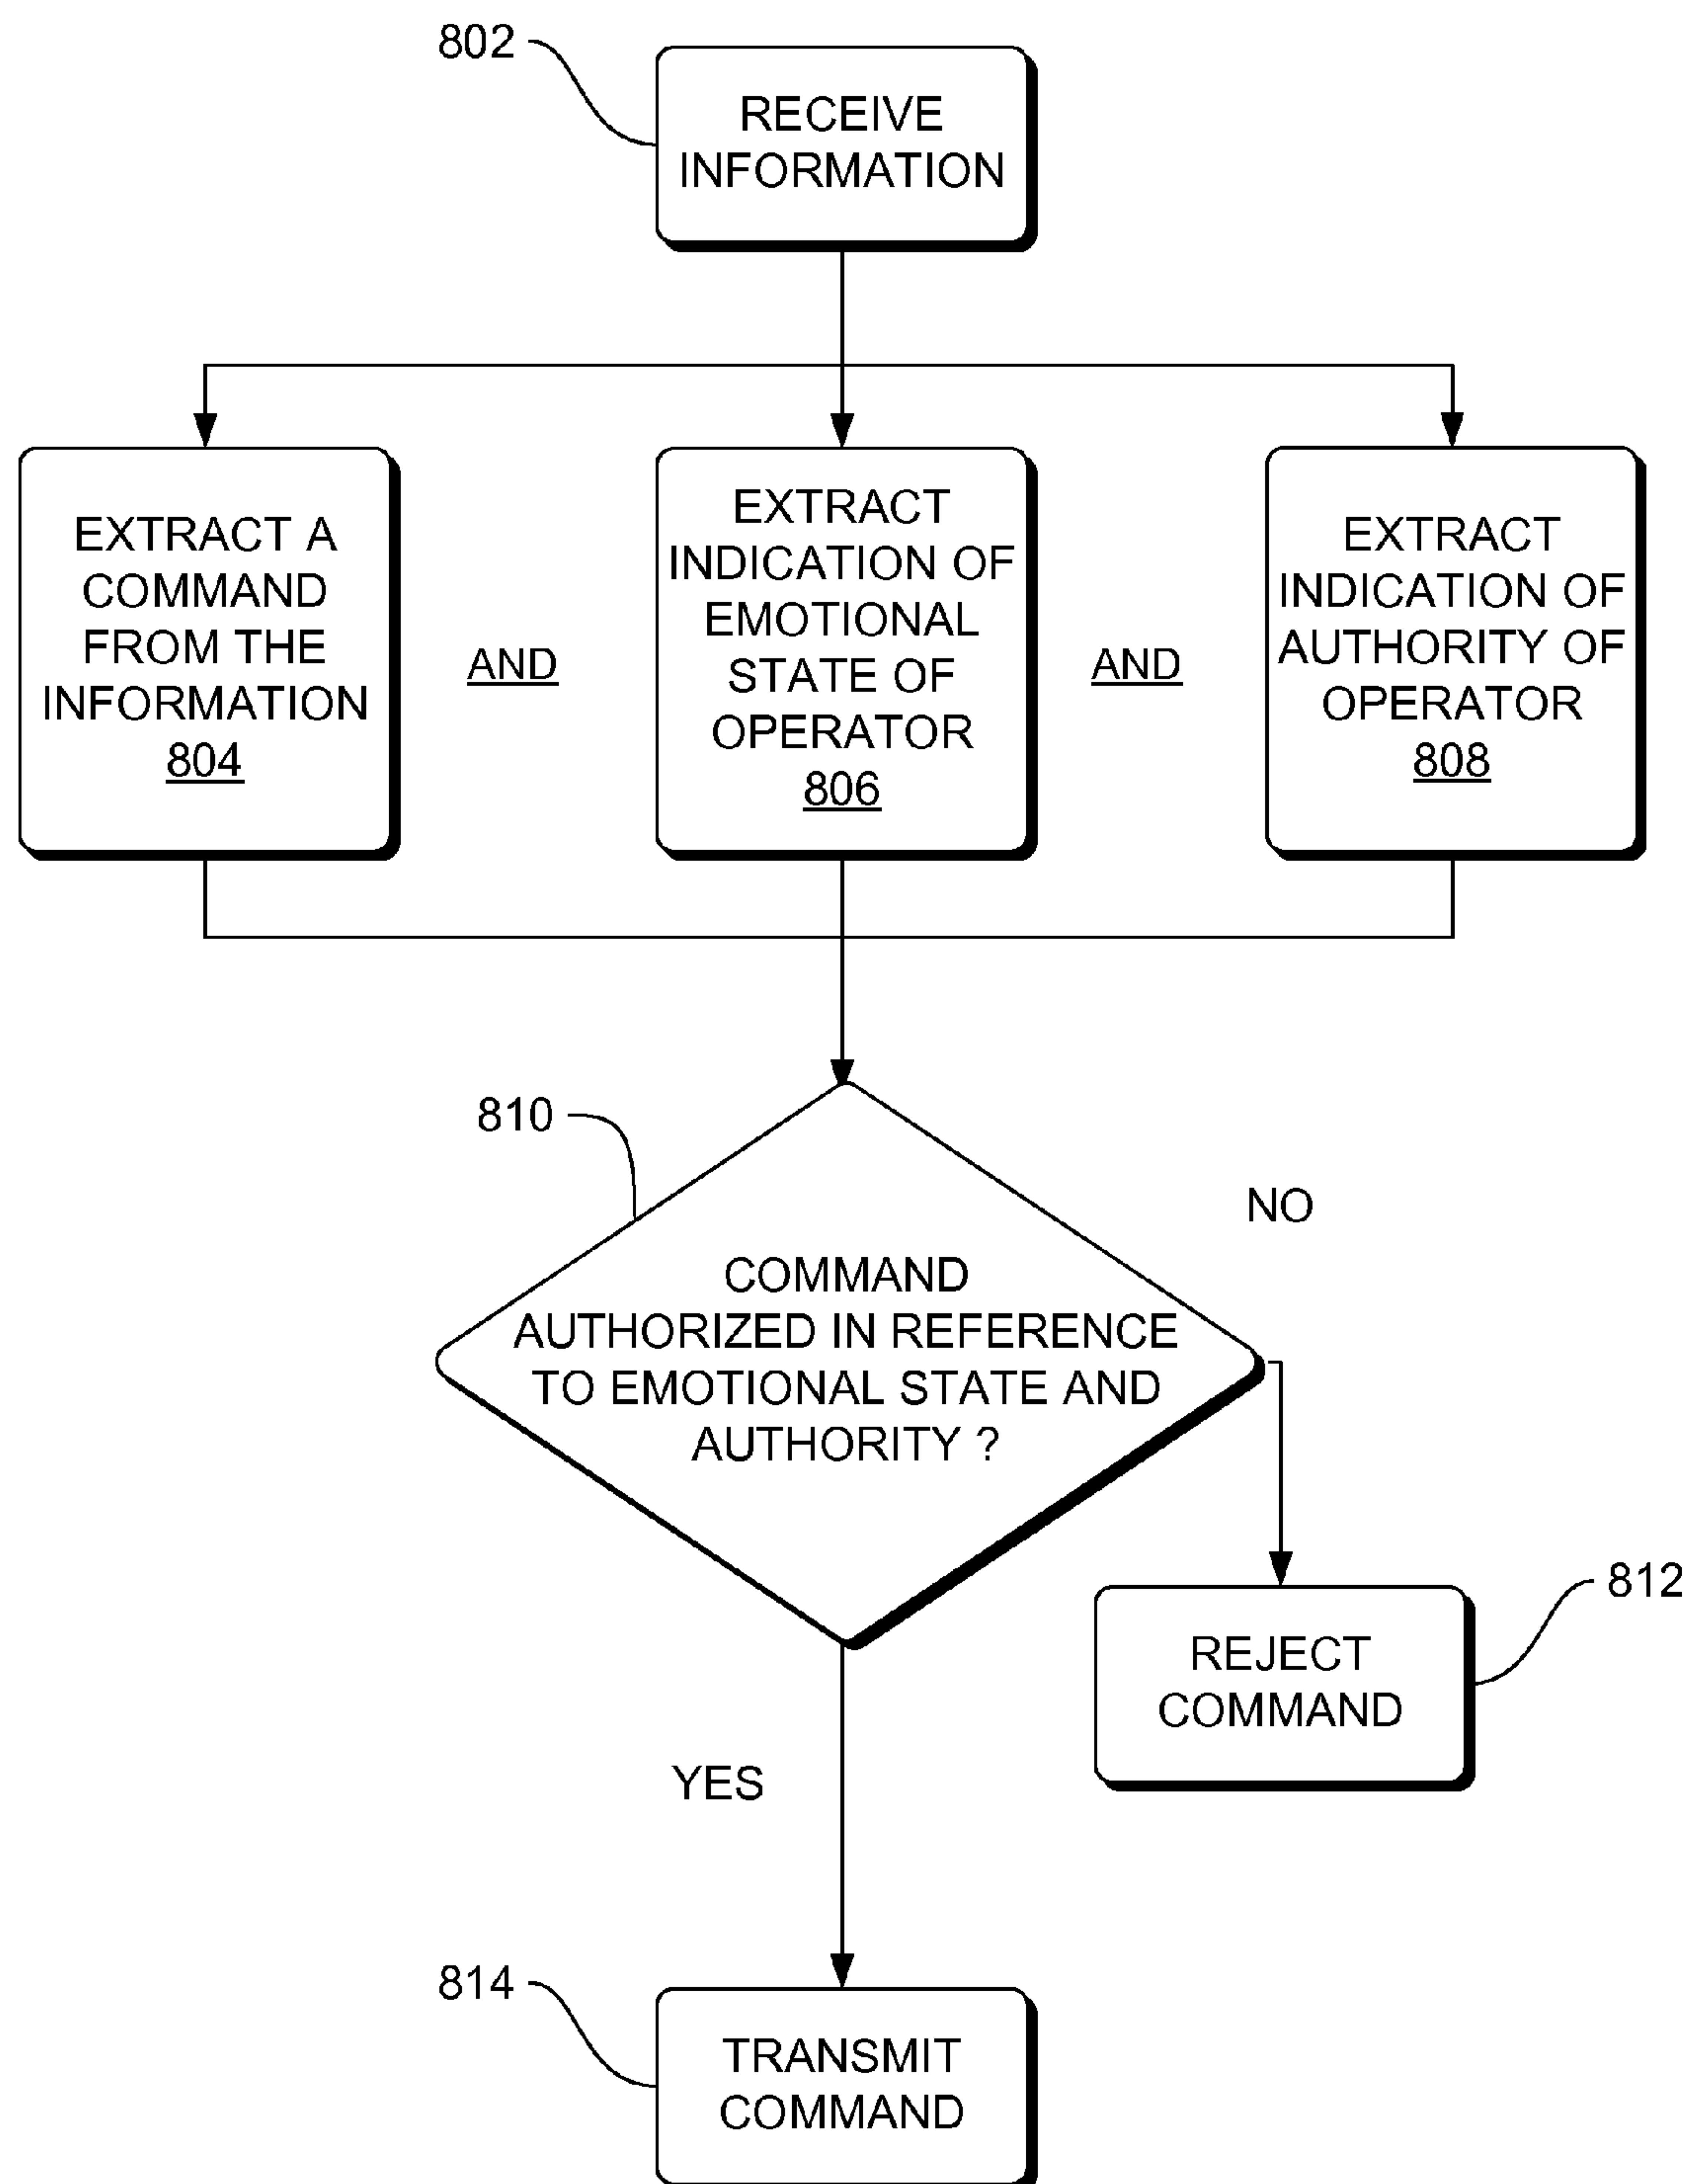 802
RECEIVE
INFORMATION
EXTRACT A
COMMAND
FROM THE
INFORMATION
804
AND
EXTRACT
INDICATION OF
EMOTIONAL
STATE OF
OPERATOR
806
AND
EXTRACT
INDICATION OF
AUTHORITY OF
OPERATOR
808
810
COMMAND
AUTHORIZED IN REFERENCE
TO EMOTIONAL STATE AND
AUTHORITY ?
NO
812
REJECT
COMMAND
YES
814
TRANSMIT
COMMAND